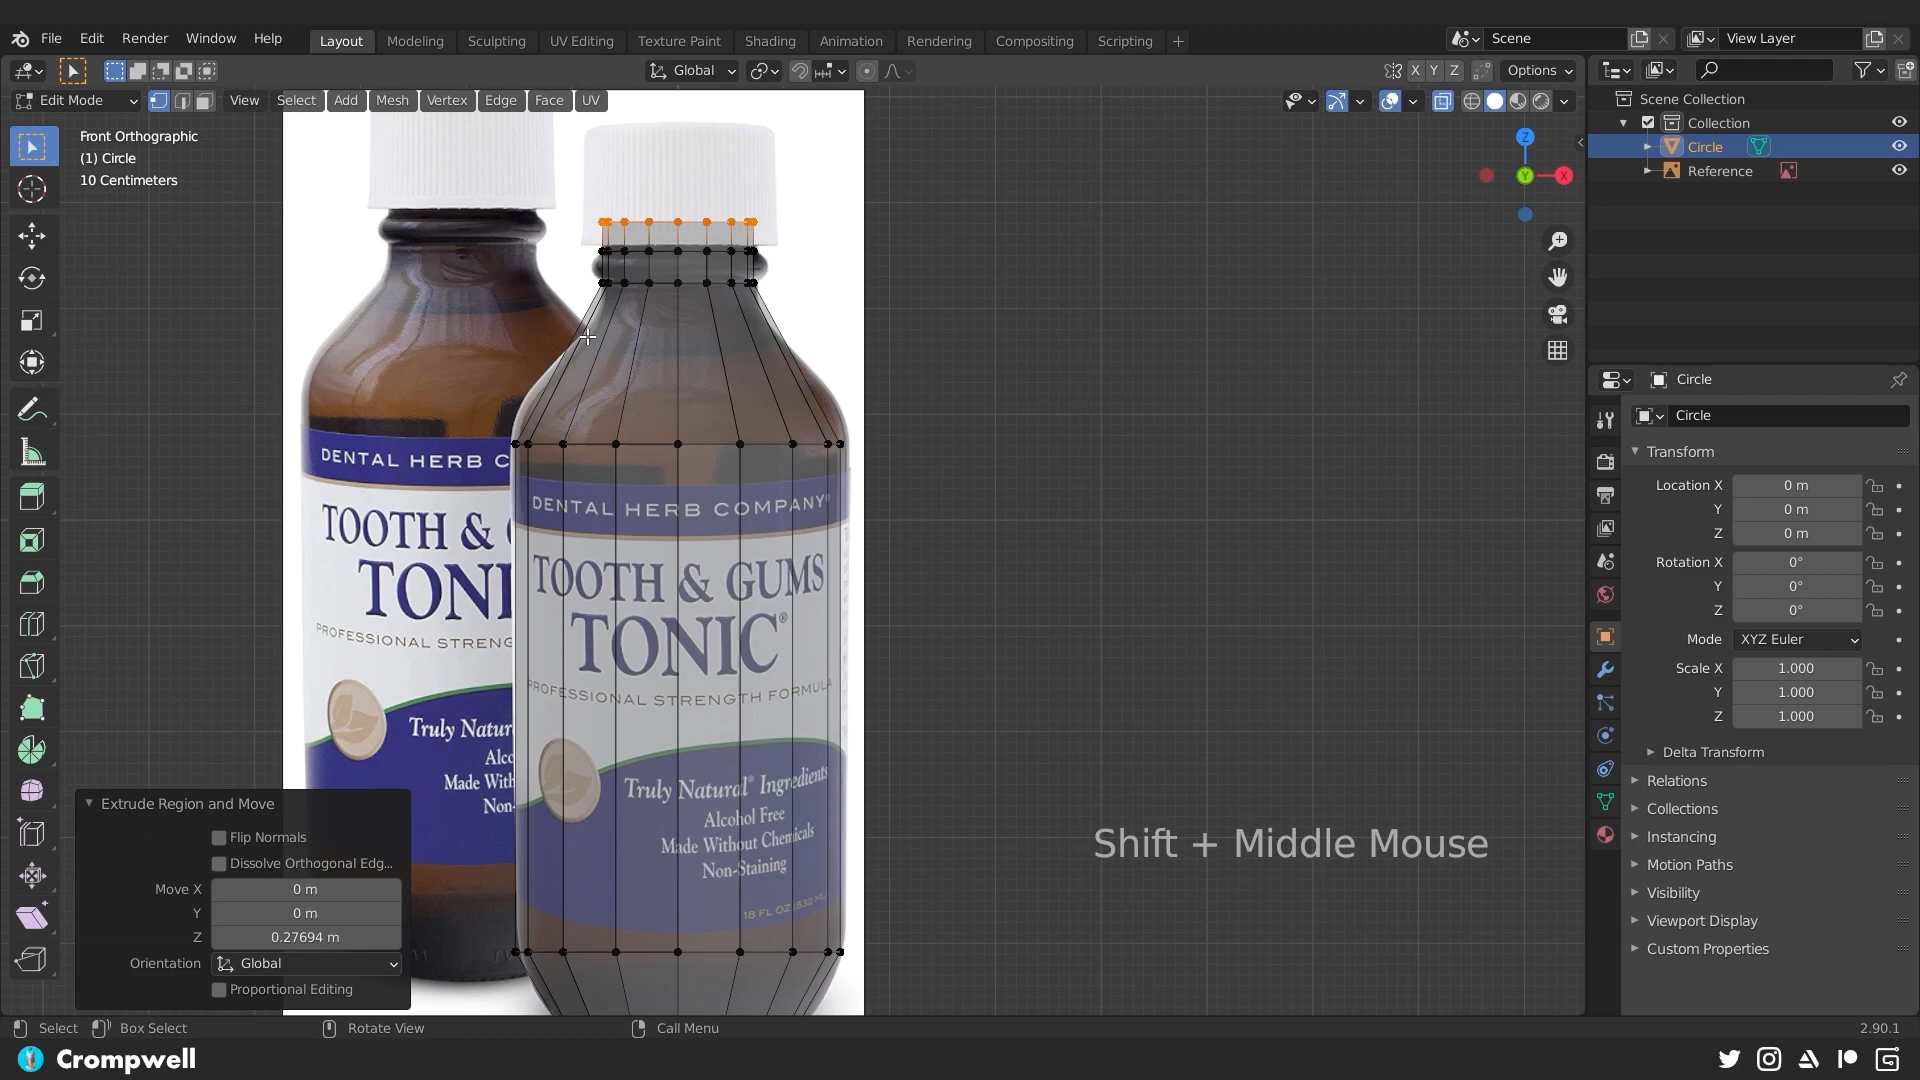 File Edit Render Window Help
Layout Modeling Sculpting UV Editing Texture Paint Shading Animation Rendering Compositing Scripting +
Scene
View Layer
Global
X Y Z Options
Edit Mode
View Select Add Mesh Vertex Edge Face UV
Front Orthographic
(1) Circle
10 Centimeters
Z
Y
X
Scene Collection
Collection
Circle
Reference
Circle
Circle
Transform
Location X 0 m
Y 0 m
Z 0 m
Rotation X 0°
Y 0°
Z 0°
Mode XYZ Euler
Scale X 1.000
Y 1.000
Z 1.000
Delta Transform
Relations
Collections
Instancing
Motion Paths
Visibility
Viewport Display
Custom Properties
DENTAL HERB C
TOOTH & G
TONI
PROFESSIONAL STRENG
Truly Natur
Alco
Made With
Non-
DENTAL HERB COMPANY®
TOOTH & GUMS
TONIC®
PROFESSIONAL STRENGTH FORMULA
Truly Natural® Ingredients
Alcohol Free
Made Without Chemicals
Non-Staining
18 FL OZ (532 ML)
Shift + Middle Mouse
Extrude Region and Move
Flip Normals
Dissolve Orthogonal Edg...
Move X 0 m
Y 0 m
Z 0.27694 m
Orientation Global
Proportional Editing
Select Box Select Rotate View Call Menu 2.90.1
Crompwell